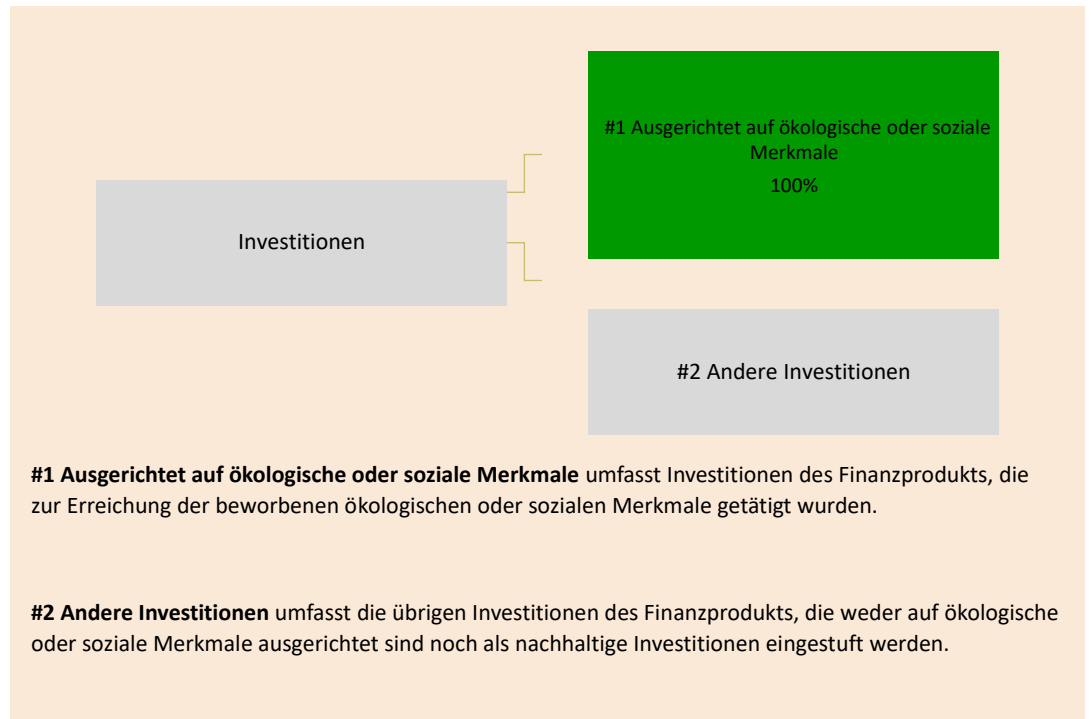 #1 Ausgerichtet auf ökologische oder soziale
Merkmale
100%
Investitionen
#2 Andere Investitionen
#1 Ausgerichtet auf ökologische oder soziale Merkmale umfasst Investitionen des Finanzprodukts, die
zur Erreichung der beworbenen ökologischen oder sozialen Merkmale getätigt wurden.
#2 Andere Investitionen umfasst die übrigen Investitionen des Finanzprodukts, die weder auf ökologische
oder soziale Merkmale ausgerichtet sind noch als nachhaltige Investitionen eingestuft werden.